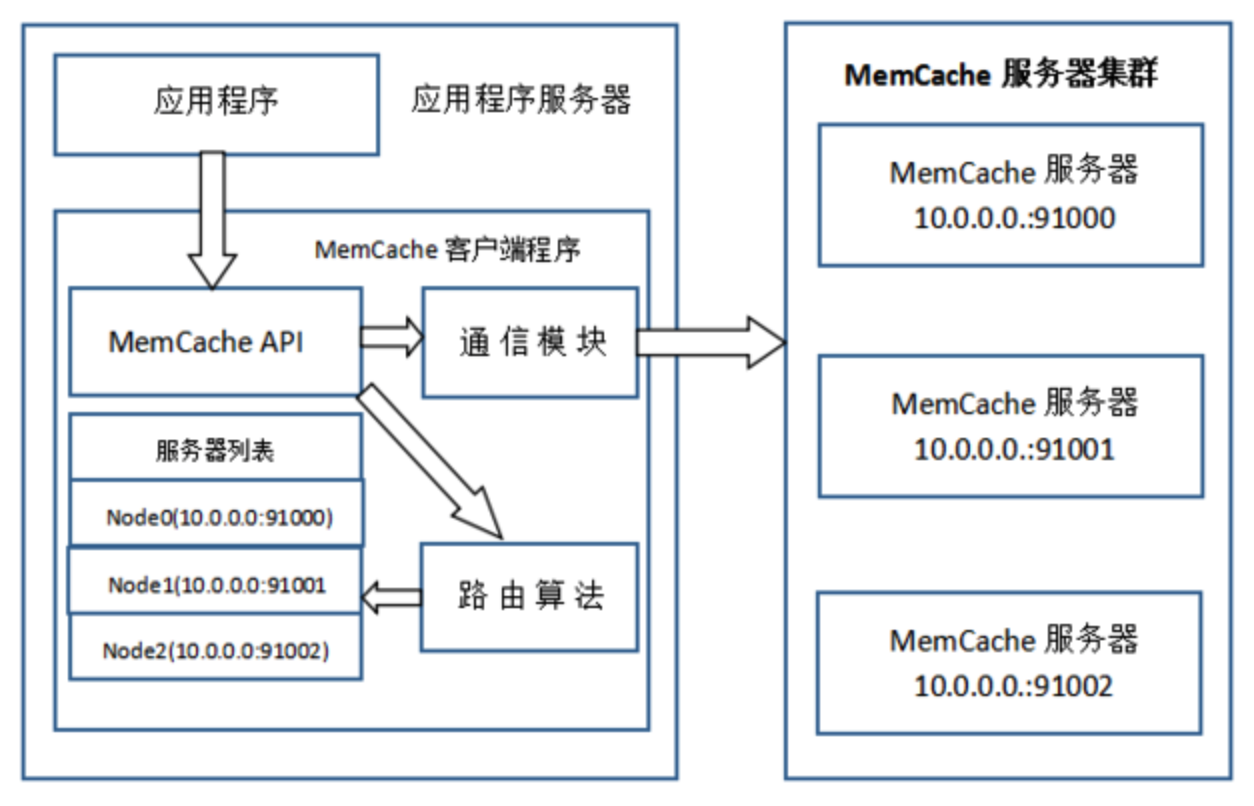 应用程序
应用程序服务器
MemCache 客户端程序
MemCache API
通信模块
服务器列表
Node0(10.0.0.0:91000)
Node1(10.0.0.0:91001
Node2(10.0.0.0:91002)
路由算法
MemCache 服务器集群
MemCache 服务器
10.0.0.0.:91000
MemCache 服务器
10.0.0.0.:91001
MemCache 服务器
10.0.0.0.:91002